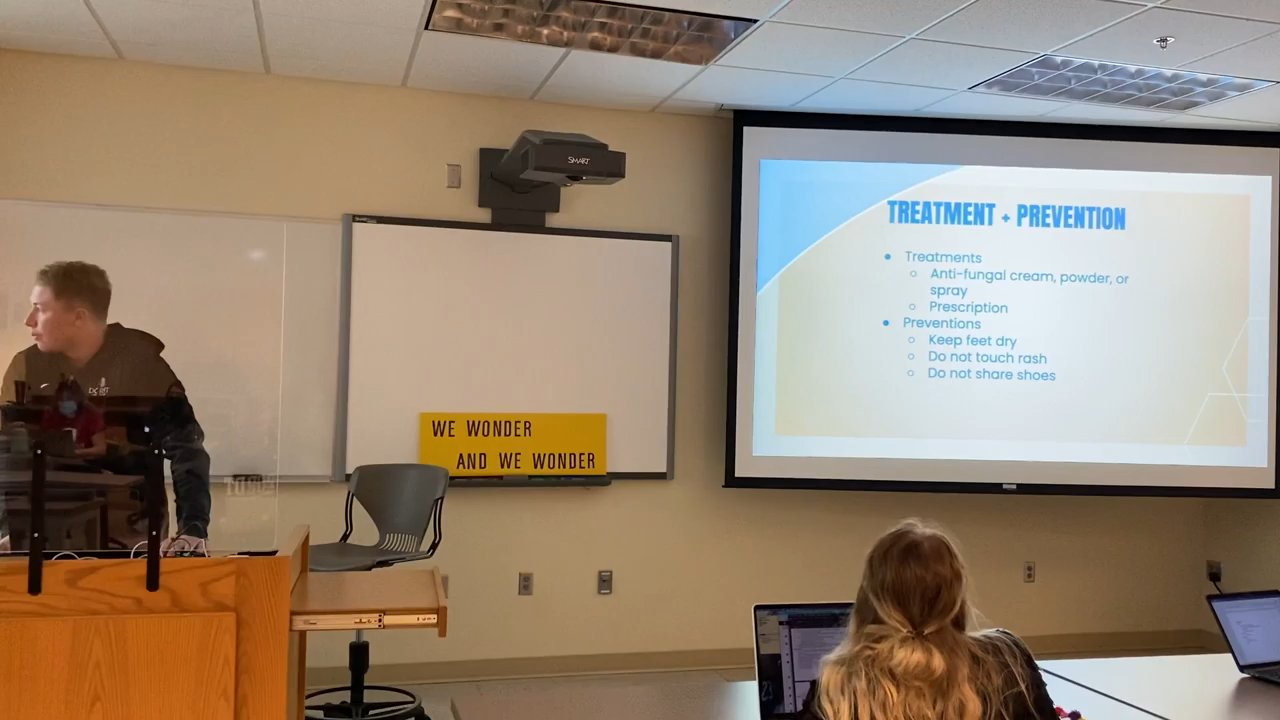 SMART
TREATMENT + PREVENTION
● Treatments
○ Anti-fungal cream, powder, or
spray
○ Prescription
● Preventions
○ Keep feet dry
○ Do not touch rash
○ Do not share shoes
WE WONDER
AND WE WONDER